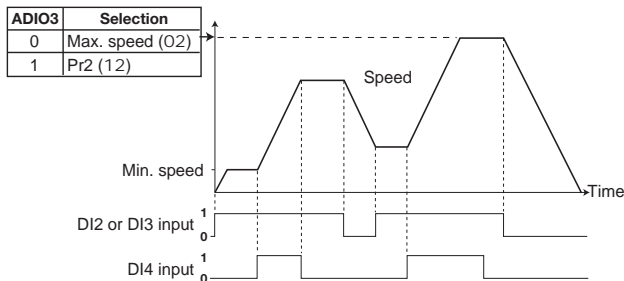 ADIO3 Selection
0 Max. speed (02)
1 Pr2 (12)
Speed
Min. speed
Time
DI2 or DI3 input 1
0
DI4 input 1
0